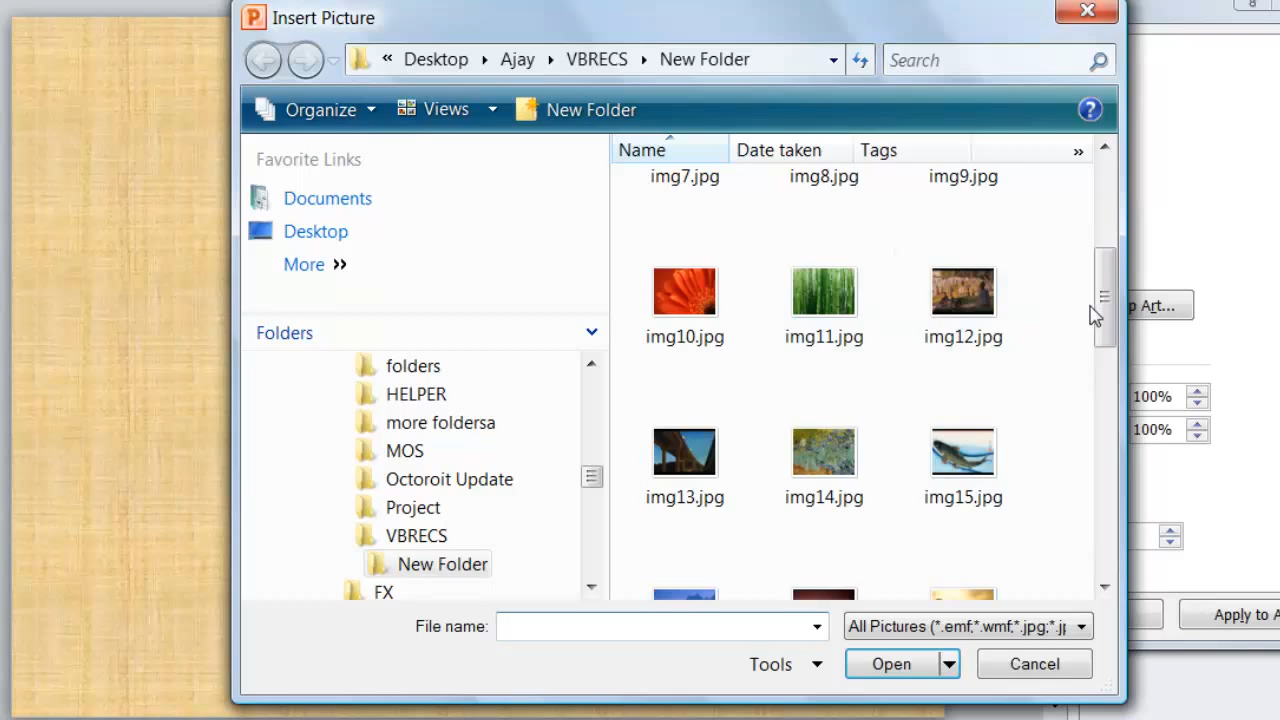 8
Insert Picture
« Desktop Ajay VBRECS New Folder
Search
Organize Views New Folder
Favorite Links
Documents
Desktop
More »
Folders
folders
HELPER
more foldersa
MOS
Octoroit Update
Project
VBRECS
New Folder
FX
Name Date taken Tags »
img7.jpg img8.jpg img9.jpg
img10.jpg img11.jpg img12.jpg
img13.jpg img14.jpg img15.jpg
p Art...
100%
100%
File name: All Pictures (*.emf;*.wmf;*.jpg;*.jp
Tools Open Cancel
Apply to A